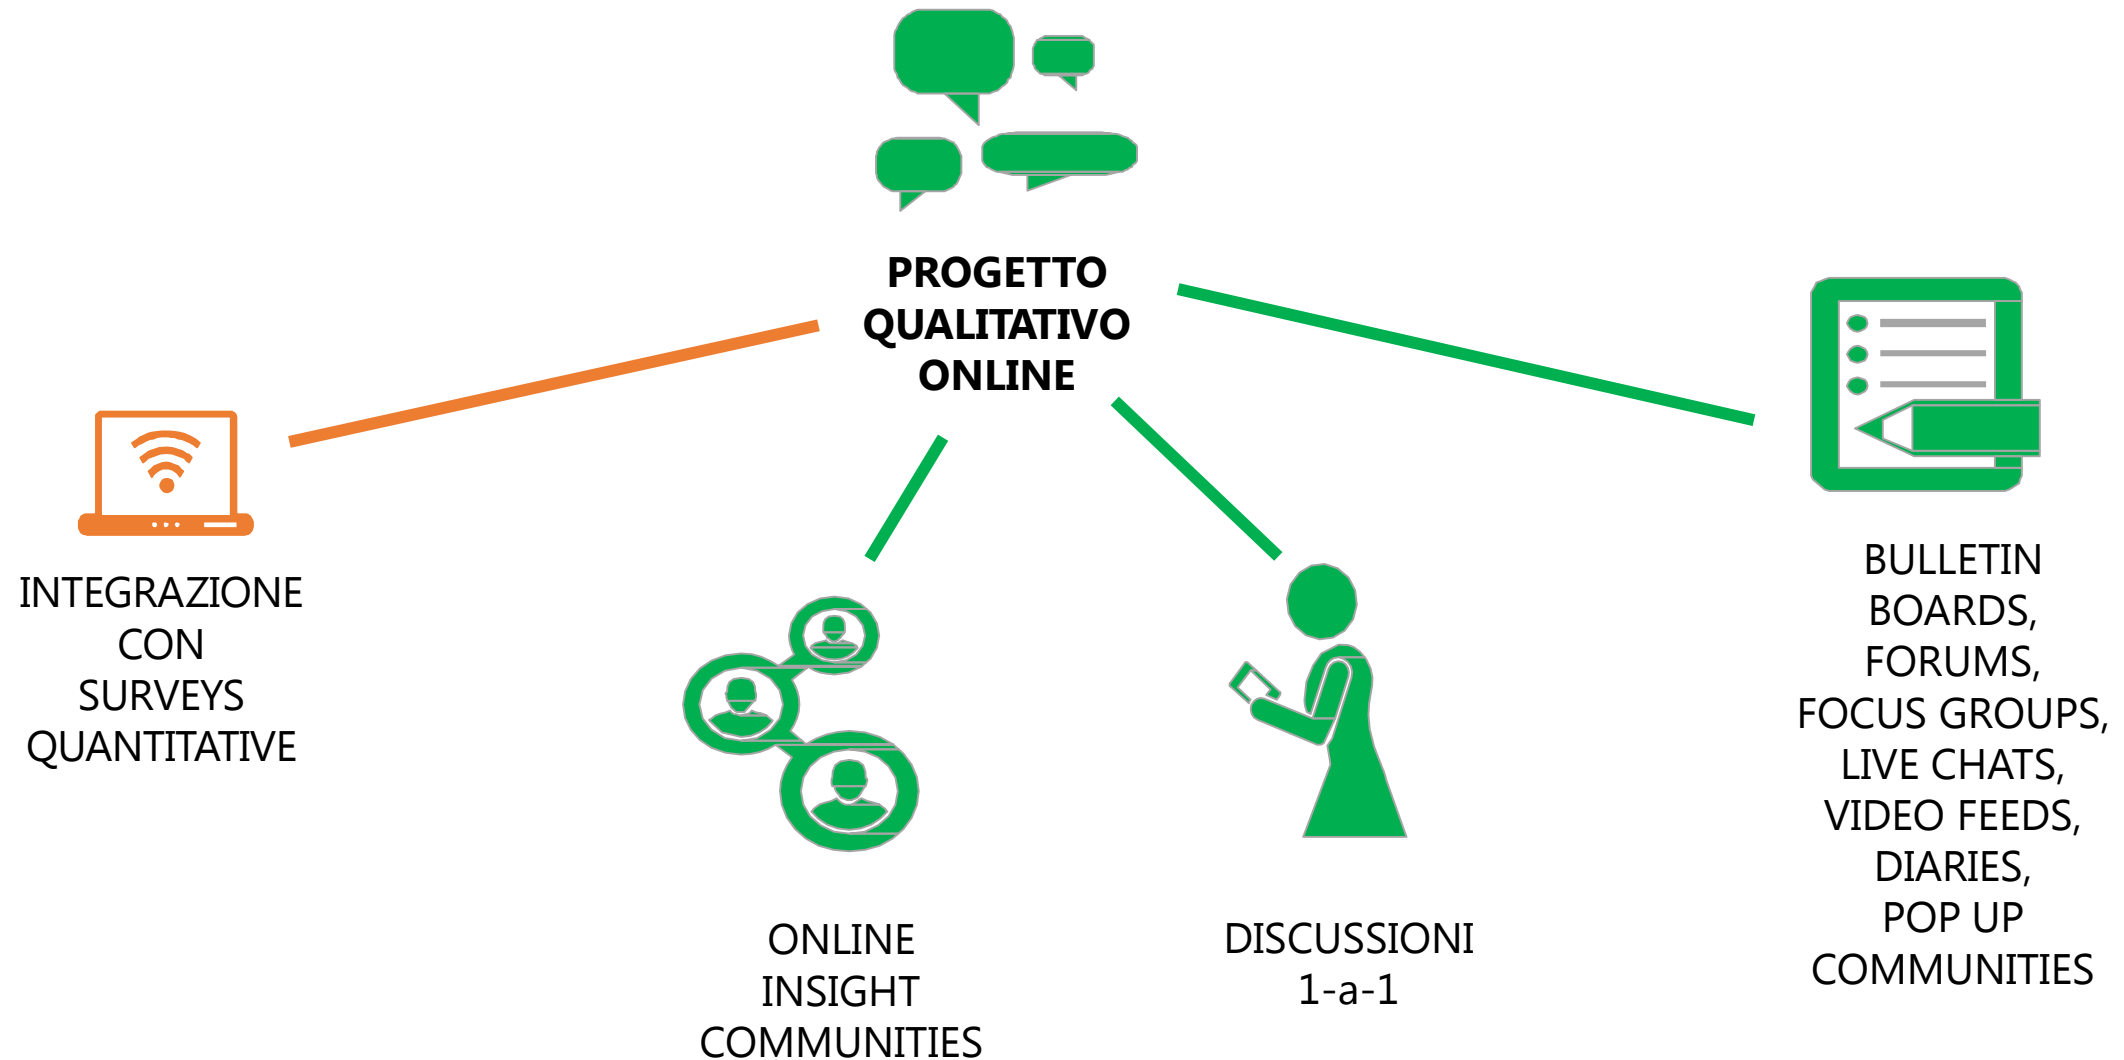 PROGETTO
QUALITATIVO
ONLINE
INTEGRAZIONE
CON
SURVEYS
QUANTITATIVE
ONLINE
INSIGHT
COMMUNITIES
DISCUSSIONI
1-a-1
BULLETIN
BOARDS,
FORUMS,
FOCUS GROUPS,
LIVE CHATS,
VIDEO FEEDS,
DIARIES,
POP UP
COMMUNITIES